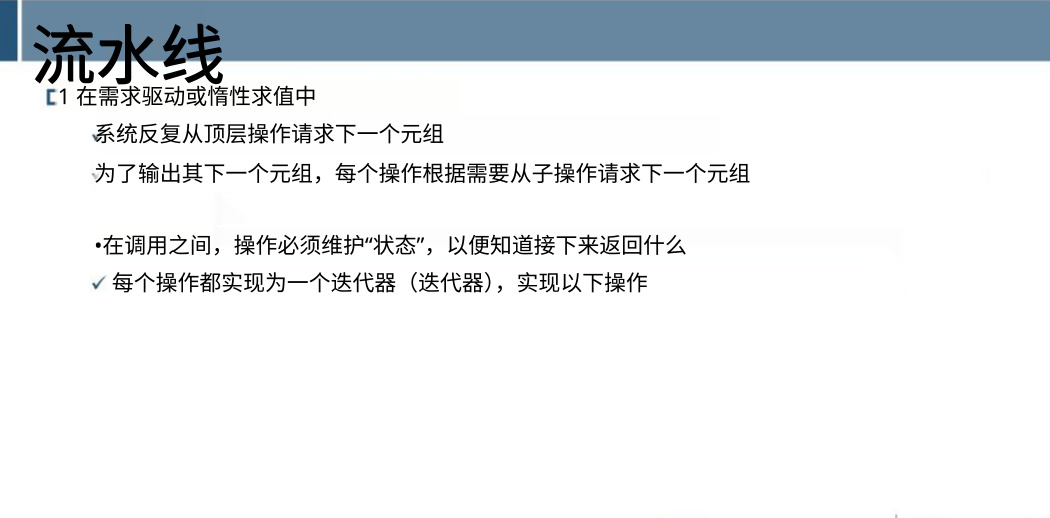 流水线
1 在需求驱动或惰性求值中
系统反复从顶层操作请求下一个元组
为了输出其下一个元组，每个操作根据需要从子操作请求下一个元组
•在调用之间，操作必须维护“状态”，以便知道接下来返回什么
✓ 每个操作都实现为一个迭代器（迭代器），实现以下操作